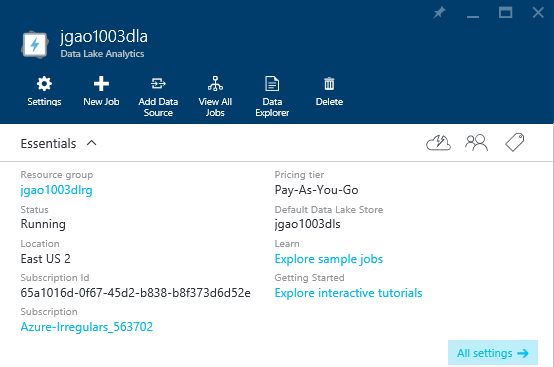 jgao1003dla
Data Lake Analytics
Settings
New Job
Add Data
Source
View All
Jobs
Data
Explorer
Delete
Essentials
Resource group
jgao1003dlrg
Status
Running
Location
East US 2
Subscription Id
65a1016d-0f67-45d2-b838-b8f373d6d52e
Subscription
Azure-Irregulars_563702
Pricing tier
Pay-As-You-Go
Default Data Lake Store
jgao1003dls
Learn
Explore sample jobs
Getting Started
Explore interactive tutorials
All settings →